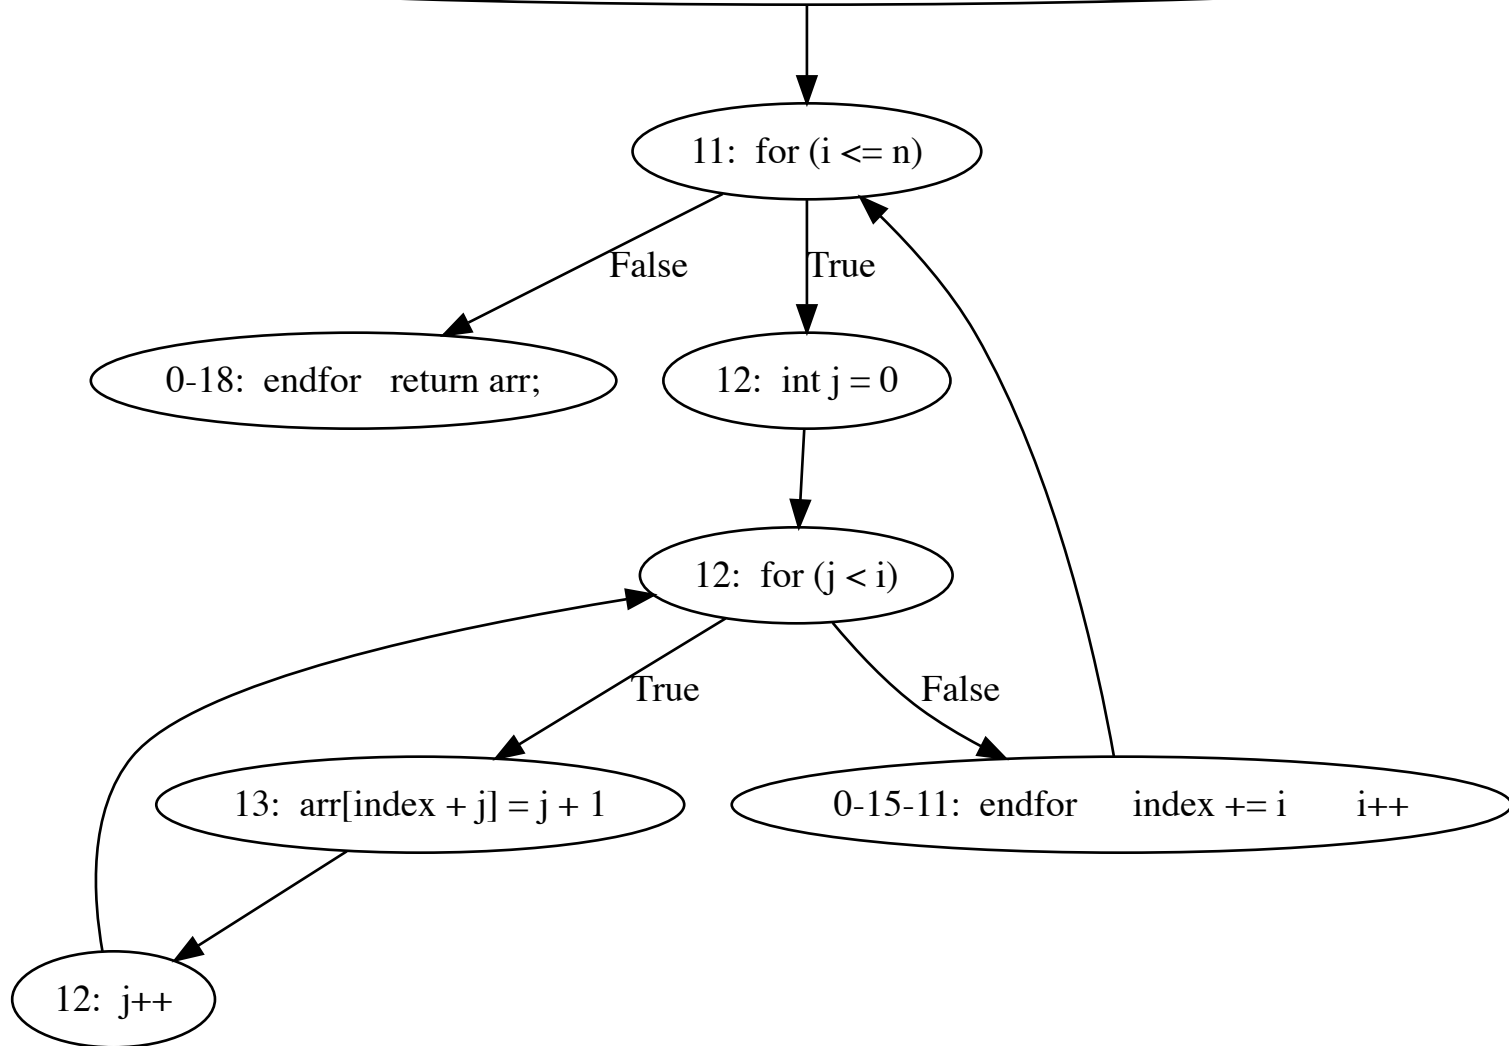 11: for (i <= n)
False
True
0-18: endfor return arr;
12: int j = 0
12: for (j < i)
True
False
13: arr[index + j] = j + 1
0-15-11: endfor index += i i++
12: j++